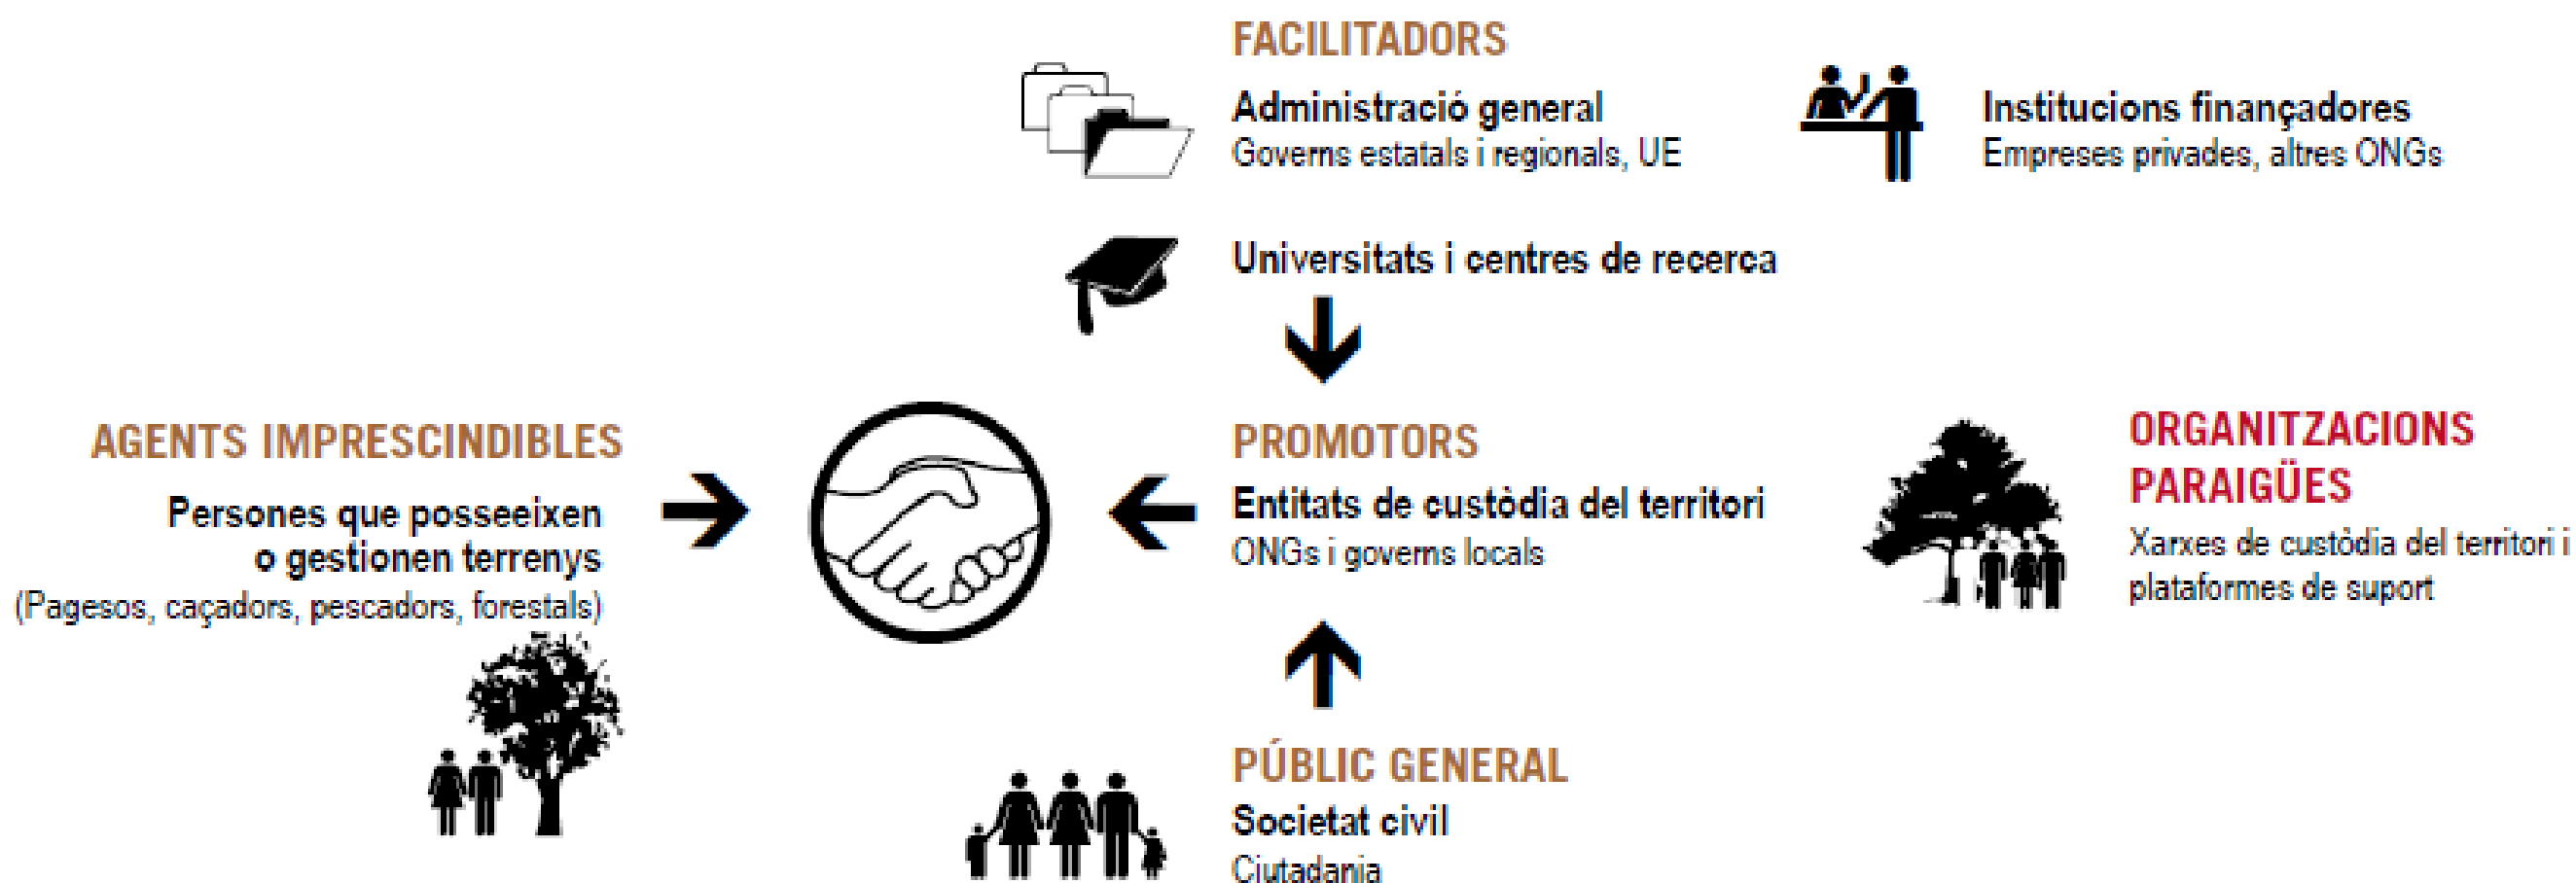 FACILITADORS
Administració general
Governs estatals i regionals, UE
Institucions finançadores
Empreses privades, altres ONGs
Universitats i centres de recerca
AGENTS IMPRESCINDIBLES
Persones que posseeixen
o gestionen terrenys
(Pagesos, caçadors, pescadors, forestals)
PROMOTORS
Entitats de custòdia del territori
ONGs i governs locals
ORGANITZACIONS
PARAIGÜES
Xarxes de custòdia del territori i
plataformes de suport
PÚBLIC GENERAL
Societat civil
Ciutadania